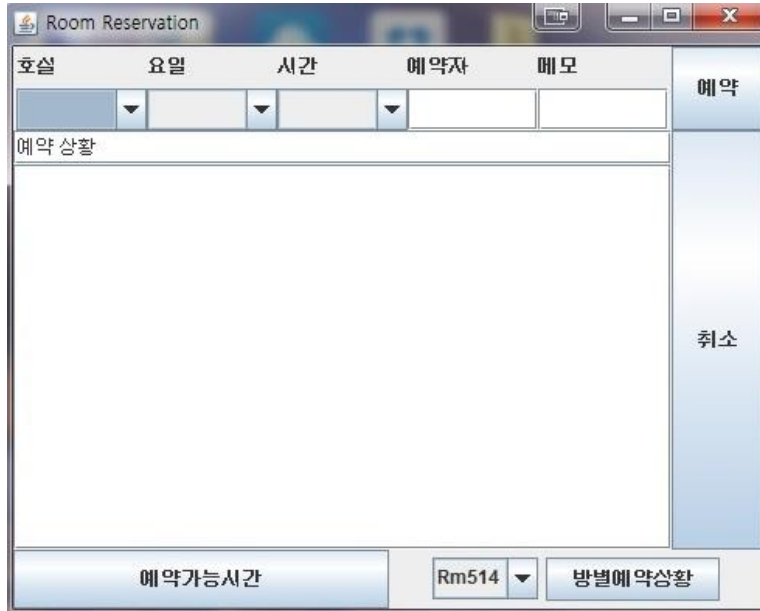 Room Reservation
호실 요일 시간 예약자 메모
예약
예약 상황
취소
예약가능시간 Rm514 방별예약상황